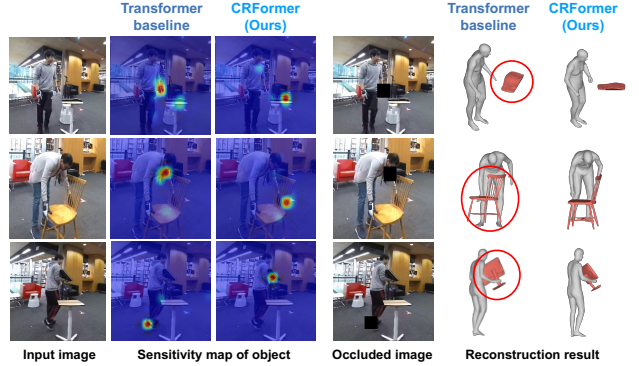 Transformer
baseline
CRFormer
(Ours)
Transformer
baseline
CRFormer
(Ours)
Input image
Sensitivity map of object
Occluded image
Reconstruction result